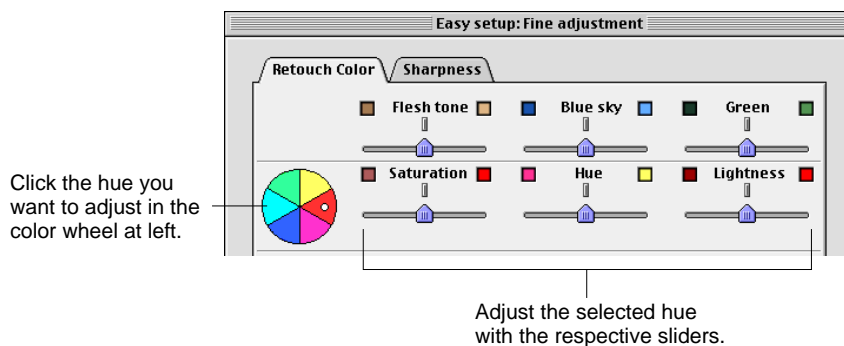 Easy setup: Fine adjustment
Retouch Color Sharpness
Flesh tone Blue sky Green
Saturation Hue Lightness
Click the hue you
want to adjust in the
color wheel at left.
Adjust the selected hue
with the respective sliders.